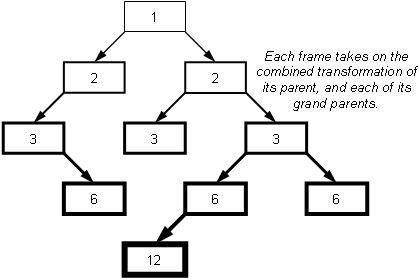 1
2
2
Each frame takes on the
combined transformation of
its parent, and each of its
grand parents.
3
3
3
6
6
6
12